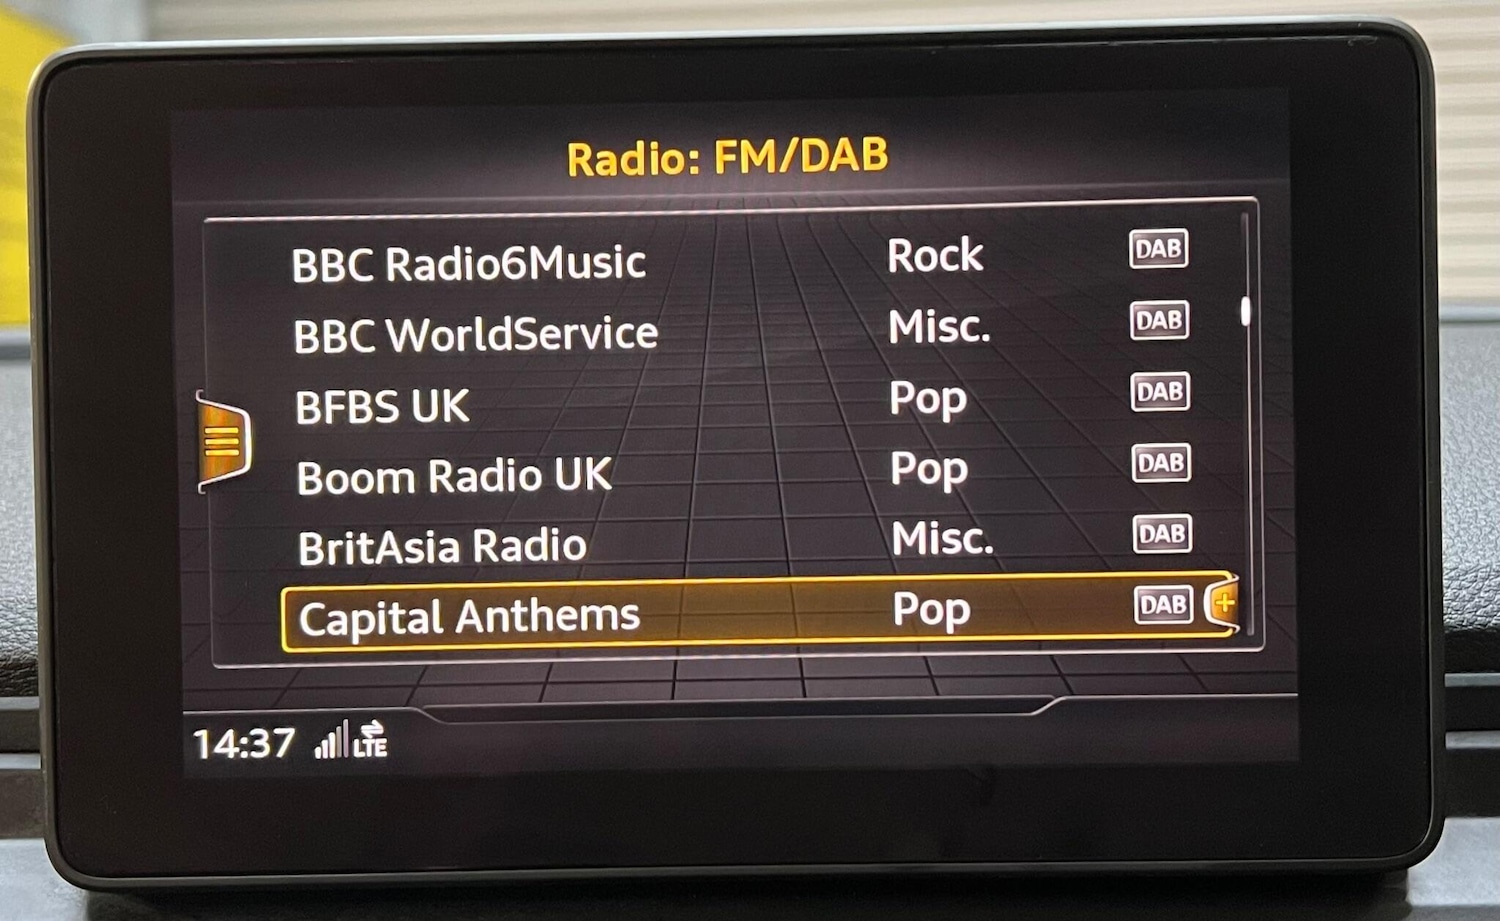 Radio: FM/DAB
BBC Radio6Music Rock DAB
BBC WorldService Misc. DAB
BFBS UK Pop DAB
Boom Radio UK Pop DAB
BritAsia Radio Misc. DAB
Capital Anthems Pop DAB +
14:37 LTE